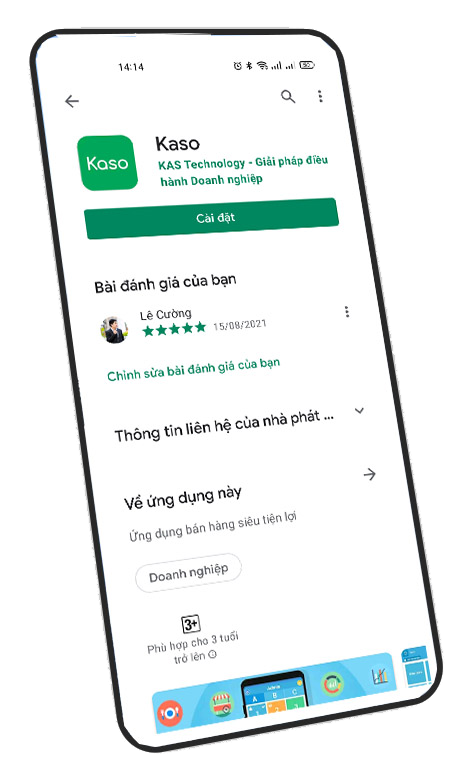 14:14
Kaso
Kaso
KAS Technology - Giải pháp điều
hành Doanh nghiệp
Cài đặt
Bài đánh giá của bạn
Lê Cường
15/08/2021
Chỉnh sửa bài đánh giá của bạn
Thông tin liên hệ của nhà phát ...
Về ứng dụng này
Ứng dụng bán hàng siêu tiện lợi
Doanh nghiệp
3+
Phù hợp cho 3 tuổi
trở lên
A B C